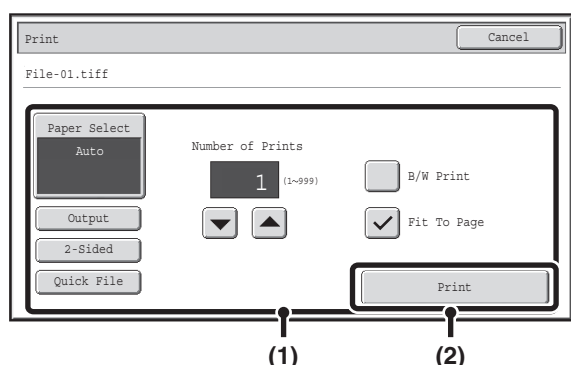 Print
Cancel
File-01.tiff
Paper Select
Auto
Number of Prints
1 (1~999)
B/W Print
Output
Fit To Page
2-Sided
Quick File
Print
(1)
(2)